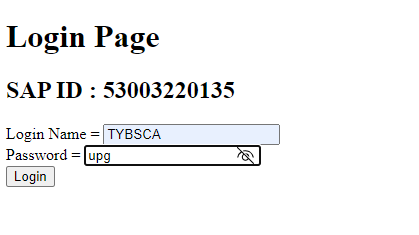 Login Page
SAP ID : 53003220135
Login Name = TYBSCA
Password = upg
Login